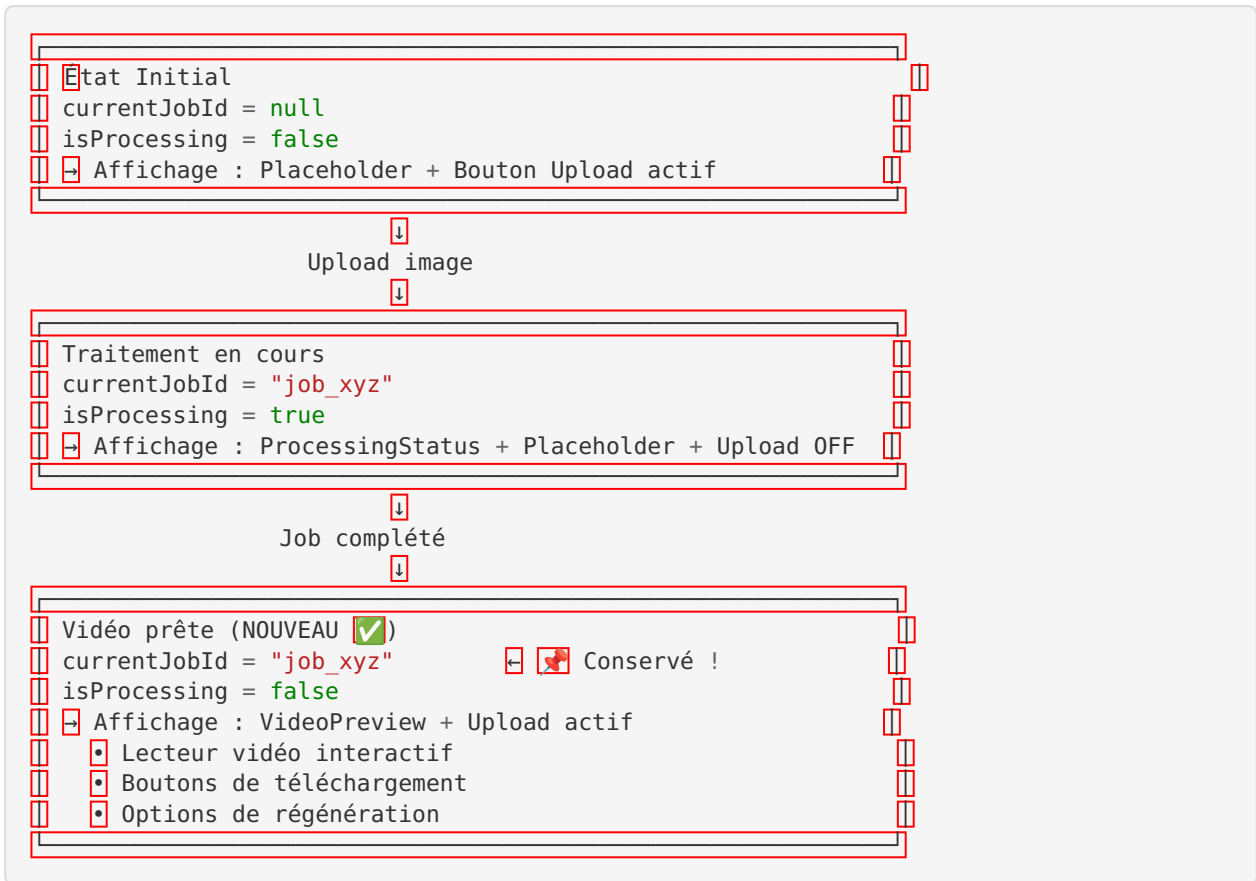 ┌─────────────────────────────────────────────────────────────┐
│ État Initial                                                 │
│ currentJobId = null                                         │
│ isProcessing = false                                        │
│ → Affichage : Placeholder + Bouton Upload actif            │
└─────────────────────────────────────────────────────────────┘
                          ↓
                    Upload image
                          ↓
┌─────────────────────────────────────────────────────────────┐
│ Traitement en cours                                         │
│ currentJobId = "job_xyz"                                    │
│ isProcessing = true                                         │
│ → Affichage : ProcessingStatus + Placeholder + Upload OFF  │
└─────────────────────────────────────────────────────────────┘
                          ↓
                  Job complété
                          ↓
┌─────────────────────────────────────────────────────────────┐
│ Vidéo prête (NOUVEAU ✅)                                    │
│ currentJobId = "job_xyz"        ← 📌 Conservé !            │
│ isProcessing = false                                        │
│ → Affichage : VideoPreview + Upload actif                  │
│   • Lecteur vidéo interactif                                │
│   • Boutons de téléchargement                               │
│   • Options de régénération                                 │
└─────────────────────────────────────────────────────────────┘